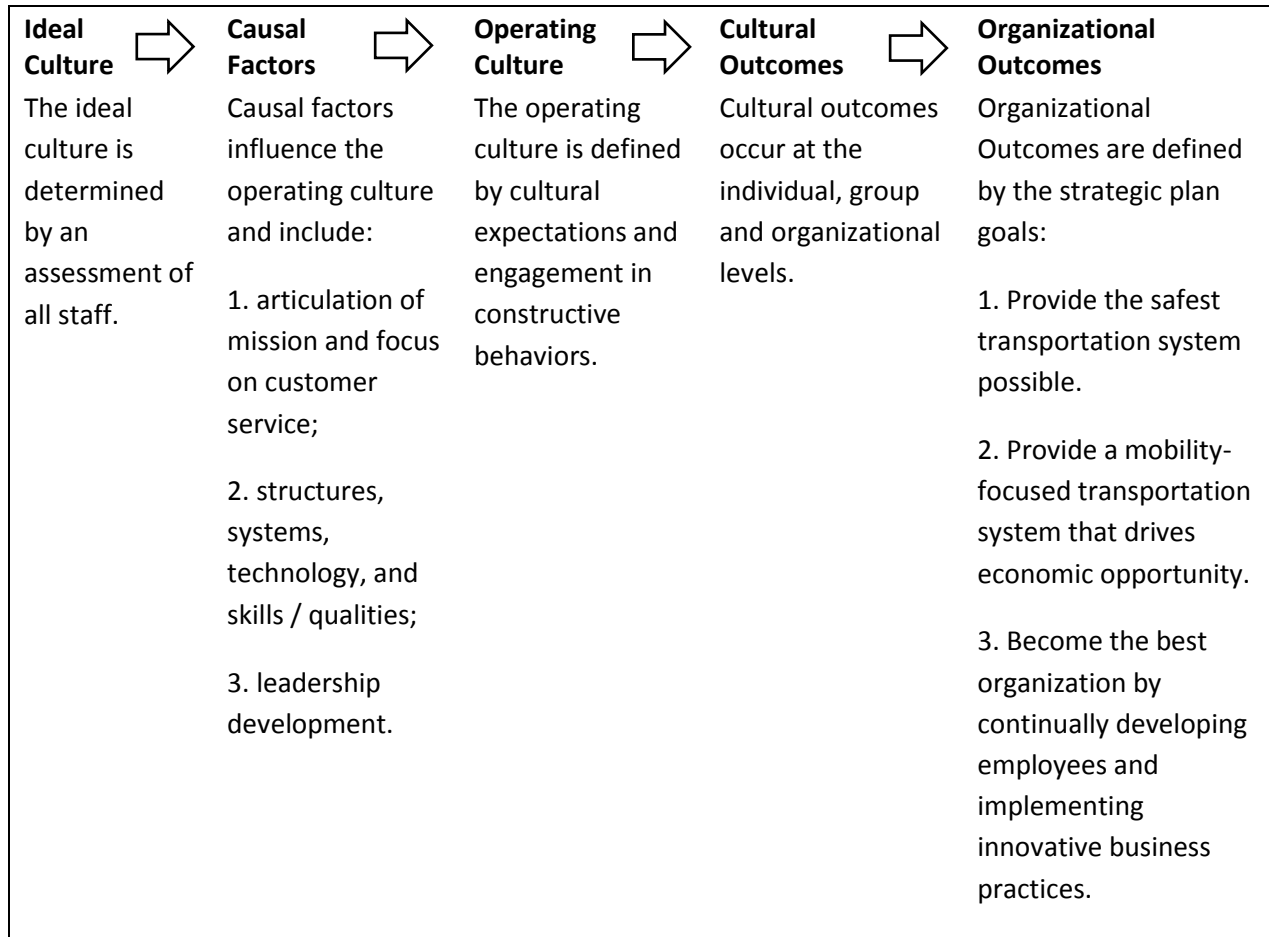 Ideal
Culture
The ideal
culture is
determined
by an
assessment of
all staff.
Causal
Factors
Causal factors
influence the
operating culture
and include:
1. articulation of
mission and focus
on customer
service;
2. structures,
systems,
technology, and
skills / qualities;
3. leadership
development.
Operating
Culture
The operating
culture is defined
by cultural
expectations and
engagement in
constructive
behaviors.
Cultural
Outcomes
Cultural outcomes
occur at the
individual, group
and organizational
levels.
Organizational
Outcomes
Organizational
Outcomes are defined
by the strategic plan
goals:
1. Provide the safest
transportation system
possible.
2. Provide a mobility-
focused transportation
system that drives
economic opportunity.
3. Become the best
organization by
continually developing
employees and
implementing
innovative business
practices.